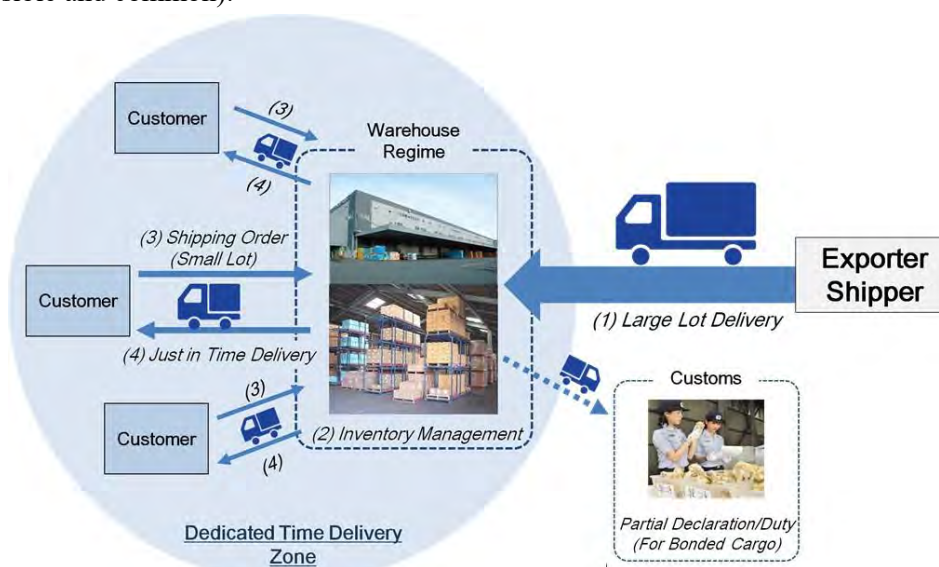 Customer
(3)
(4)
Warehouse
Regime
(3) Shipping Order
(Small Lot)
Customer
(4) Just in Time Delivery
Exporter
Shipper
(1) Large Lot Delivery
Customer
(3)
(4)
(2) Inventory Management
Customs
Partial Declaration/Duty
(For Bonded Cargo)
Dedicated Time Delivery
Zone